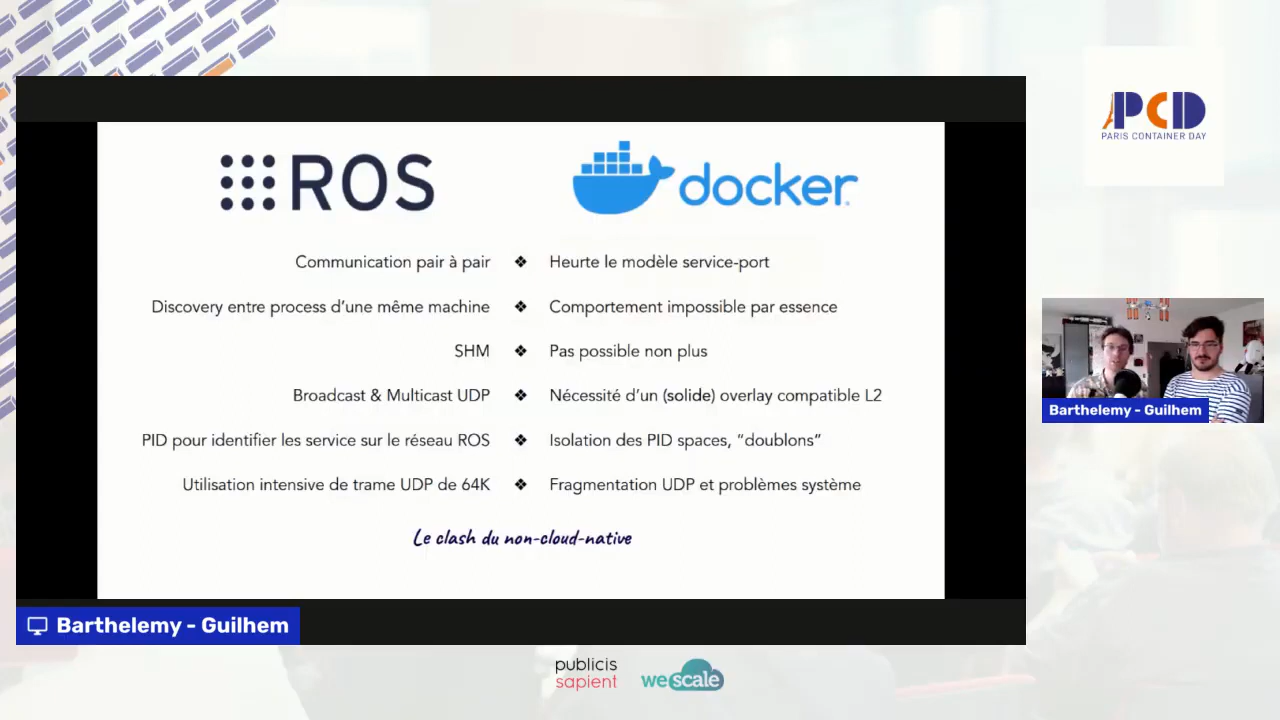 PCD
PARIS CONTAINER DAY
ROS
docker
Communication pair à pair ❖ Heurte le modèle service-port
Discovery entre process d'une même machine ❖ Comportement impossible par essence
SHM ❖ Pas possible non plus
Broadcast & Multicast UDP ❖ Nécessité d'un (solide) overlay compatible L2
PID pour identifier les service sur le réseau ROS ❖ Isolation des PID spaces, "doublons"
Utilisation intensive de trame UDP de 64K ❖ Fragmentation UDP et problèmes système
Le clash du non-cloud-native
Barthelemy - Guilhem
Barthelemy - Guilhem
publicis
sapient
wescale